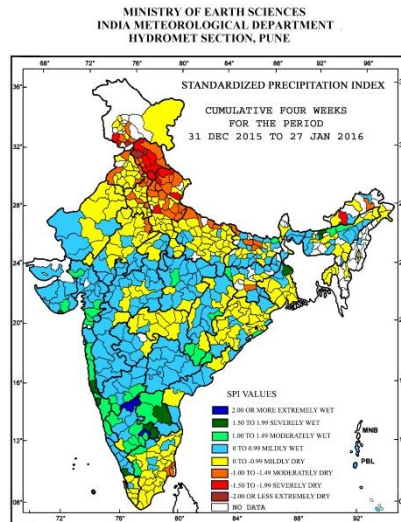 MINISTRY OF EARTH SCIENCES
INDIA METEOROLOGICAL DEPARTMENT
HYDROMET SECTION, PUNE
68° 72° 76° 80° 84° 88° 92° 96°
36°
STANDARDIZED PRECIPITATION INDEX
CUMULATIVE FOUR WEEKS
FOR THE PERIOD
31 DEC 2015 TO 27 JAN 2016
32°
28°
24°
20°
16°
12°
08°
SPI VALUES
2.00 OR MORE EXTREMELY WET
1.50 TO 1.99 SEVERELY WET
1.00 TO 1.49 MODERATELY WET
0 TO 0.99 MILDLY WET
0 TO -0.99 MILDLY DRY
-1.00 TO -1.49 MODERATELY DRY
-1.50 TO -1.99 SEVERELY DRY
-2.00 OR LESS EXTREMELY DRY
NO DATA
MNB
PBL
72° 76° 80° 84° 88° 92°